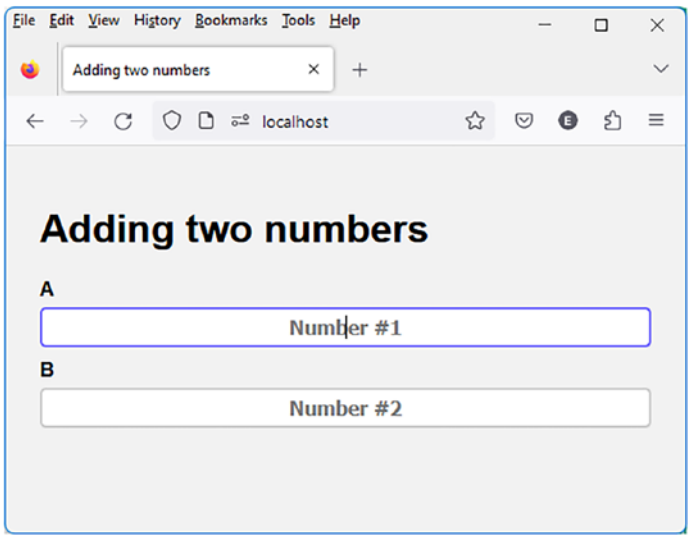 File Edit View History Bookmarks Tools Help
Adding two numbers
localhost
E
Adding two numbers
A
Number #1
B
Number #2